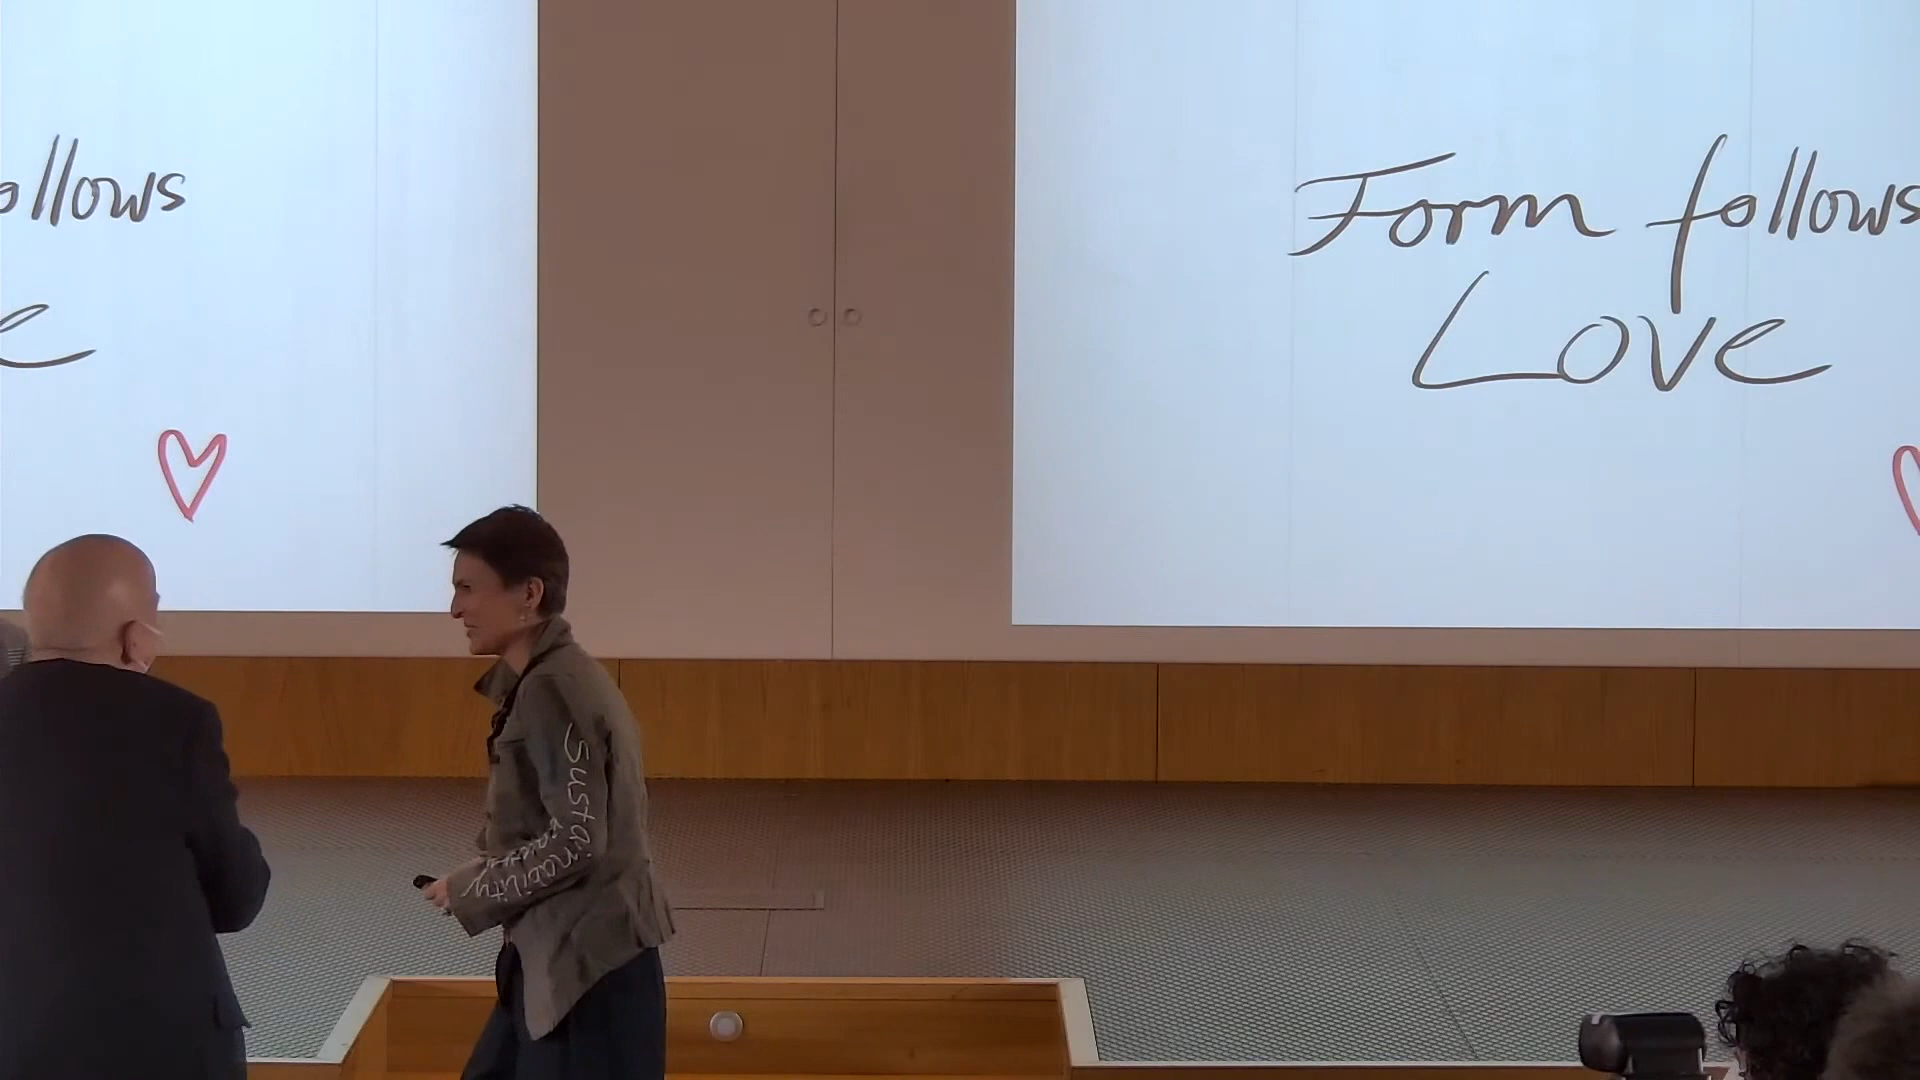 ollows
e
Form follows
Love
Sustainability